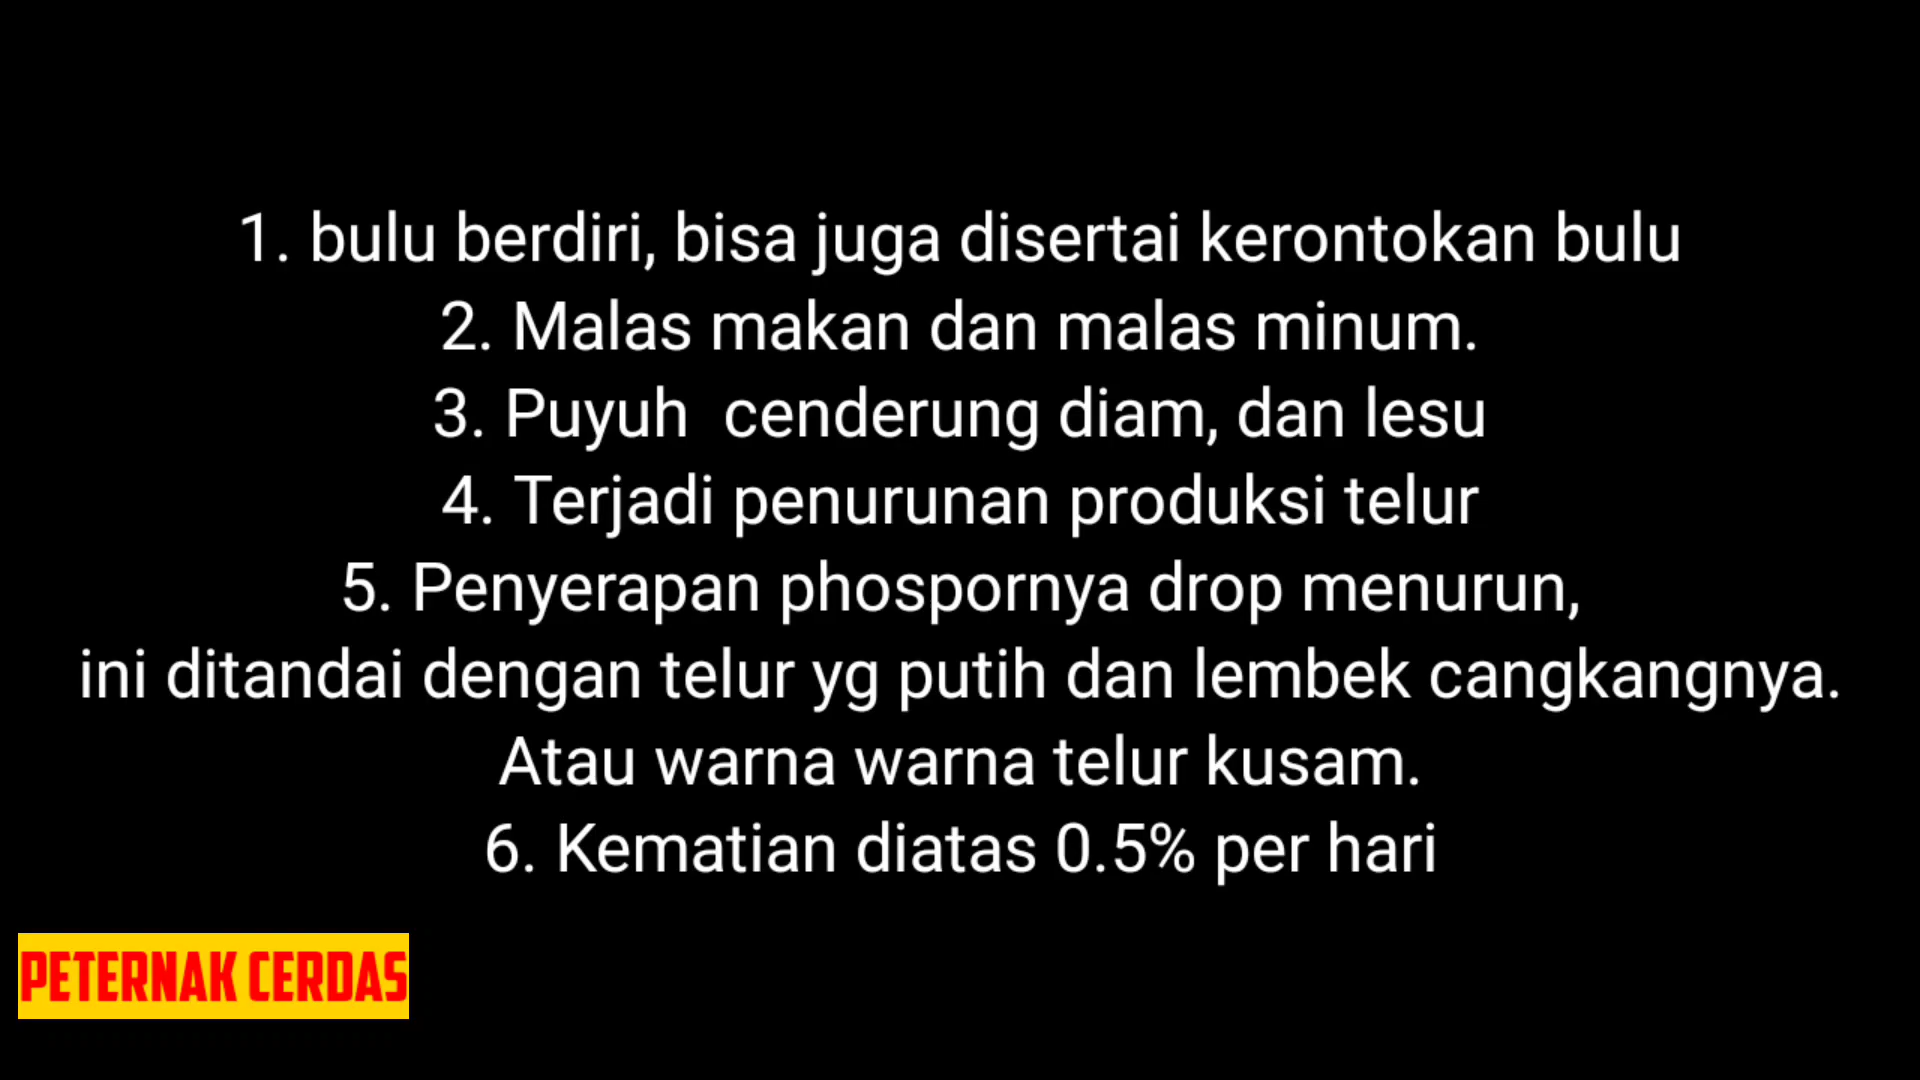 1. bulu berdiri, bisa juga disertai kerontokan bulu
2. Malas makan dan malas minum.
3. Puyuh  cenderung diam, dan lesu
4. Terjadi penurunan produksi telur
5. Penyerapan phospornya drop menurun,
ini ditandai dengan telur yg putih dan lembek cangkangnya.
Atau warna warna telur kusam.
6. Kematian diatas 0.5% per hari
PETERNAK CERDAS